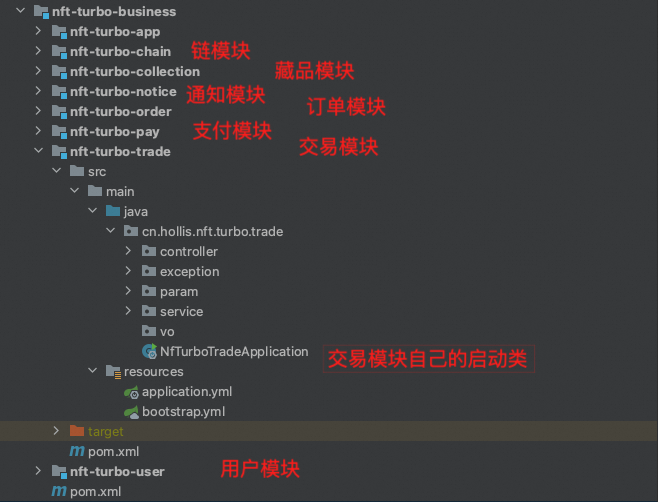 nft-turbo-business
nft-turbo-app
nft-turbo-chain 链模块
nft-turbo-collection 藏品模块
nft-turbo-notice 通知模块
nft-turbo-order 订单模块
nft-turbo-pay 支付模块
nft-turbo-trade 交易模块
src
main
java
cn.hollis.nft.turbo.trade
controller
exception
param
service
vo
NfTurboTradeApplication 交易模块自己的启动类
resources
application.yml
bootstrap.yml
target
m pom.xml
nft-turbo-user 用户模块
m pom.xml